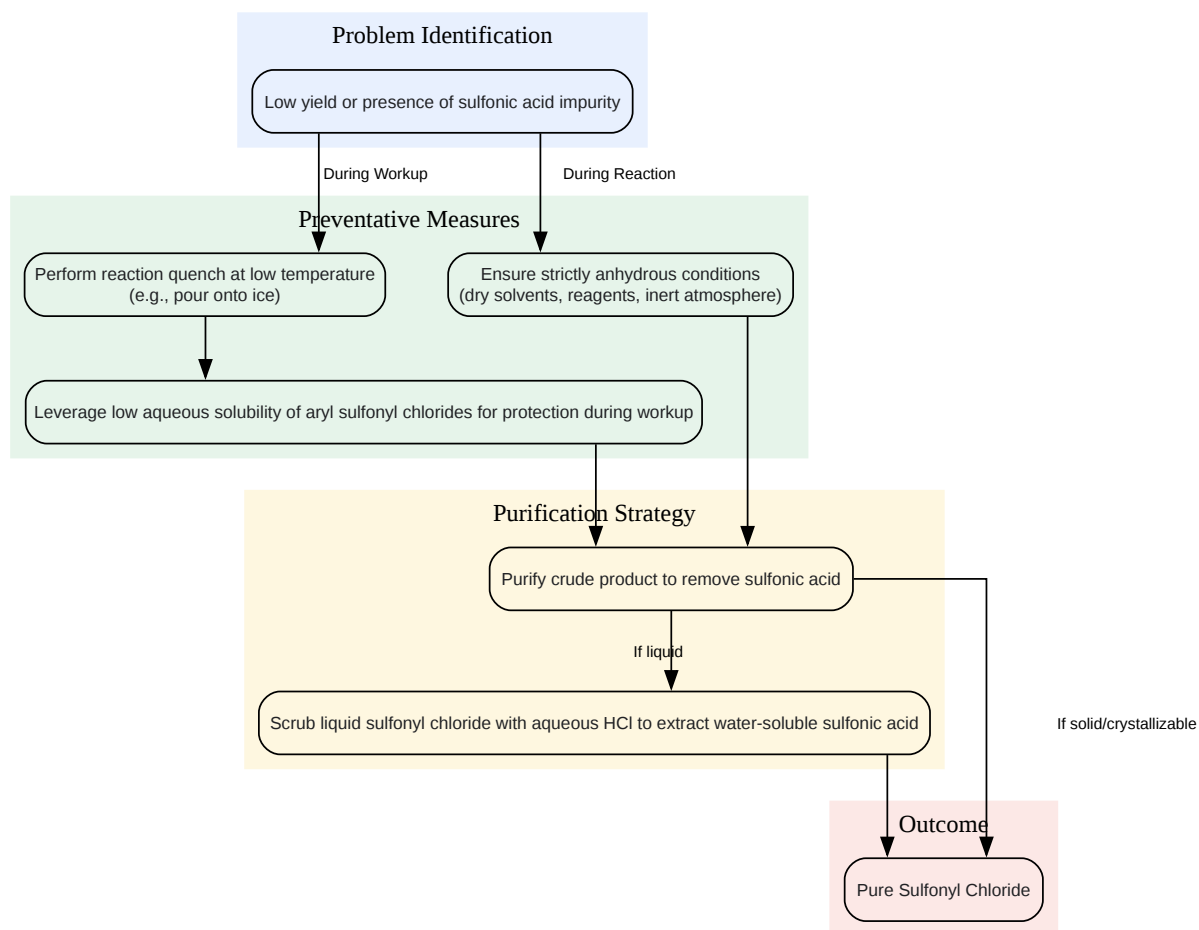 Problem Identification
Low yield or presence of sulfonic acid impurity
During Workup
During Reaction
Preventative Measures
Perform reaction quench at low temperature
(e.g., pour onto ice)
Ensure strictly anhydrous conditions
(dry solvents, reagents, inert atmosphere)
Leverage low aqueous solubility of aryl sulfonyl chlorides for protection during workup
Purification Strategy
Purify crude product to remove sulfonic acid
If liquid
Scrub liquid sulfonyl chloride with aqueous HCl to extract water-soluble sulfonic acid
If solid/crystallizable
Outcome
Pure Sulfonyl Chloride